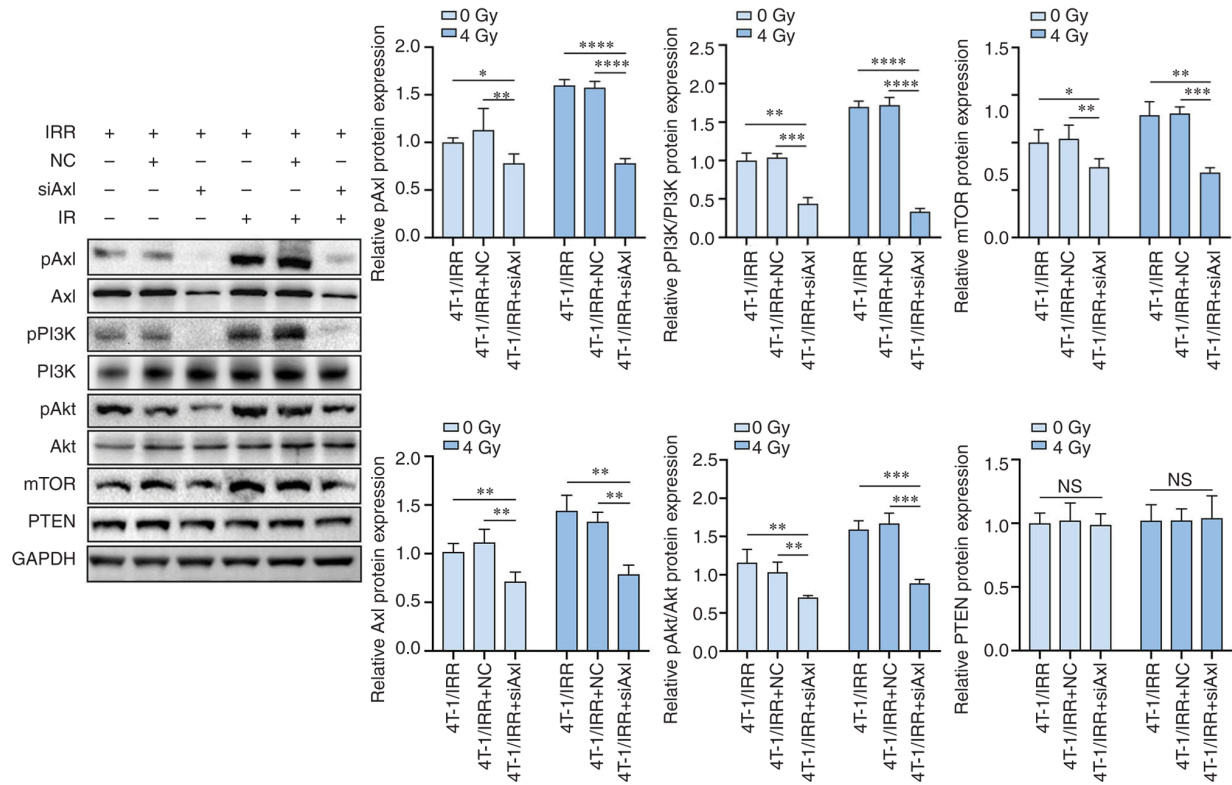 IRR + + + + + +
NC – + – – + –
siAxl – – + – – +
IR – – – + + +
pAxl
Axl
pPI3K
PI3K
pAkt
Akt
mTOR
PTEN
GAPDH
0 Gy
4 Gy
Relative pAxl protein expression
2.0
1.5
1.0
0.5
0.0
*
**
****
****
4T-1/IRR
4T-1/IRR+NC
4T-1/IRR+siAxl
4T-1/IRR
4T-1/IRR+NC
4T-1/IRR+siAxl
0 Gy
4 Gy
Relative pPI3K/PI3K protein expression
2.5
2.0
1.5
1.0
0.5
0.0
**
***
****
****
4T-1/IRR
4T-1/IRR+NC
4T-1/IRR+siAxl
4T-1/IRR
4T-1/IRR+NC
4T-1/IRR+siAxl
0 Gy
4 Gy
Relative mTOR protein expression
1.5
1.0
0.5
0.0
*
**
**
***
4T-1/IRR
4T-1/IRR+NC
4T-1/IRR+siAxl
4T-1/IRR
4T-1/IRR+NC
4T-1/IRR+siAxl
0 Gy
4 Gy
Relative Axl protein expression
2.0
1.5
1.0
0.5
0.0
**
**
**
**
4T-1/IRR
4T-1/IRR+NC
4T-1/IRR+siAxl
4T-1/IRR
4T-1/IRR+NC
4T-1/IRR+siAxl
0 Gy
4 Gy
Relative pAkt/Akt protein expression
2.5
2.0
1.5
1.0
0.5
0.0
**
**
***
***
4T-1/IRR
4T-1/IRR+NC
4T-1/IRR+siAxl
4T-1/IRR
4T-1/IRR+NC
4T-1/IRR+siAxl
0 Gy
4 Gy
Relative PTEN protein expression
1.5
1.0
0.5
0.0
NS
NS
4T-1/IRR
4T-1/IRR+NC
4T-1/IRR+siAxl
4T-1/IRR
4T-1/IRR+NC
4T-1/IRR+siAxl